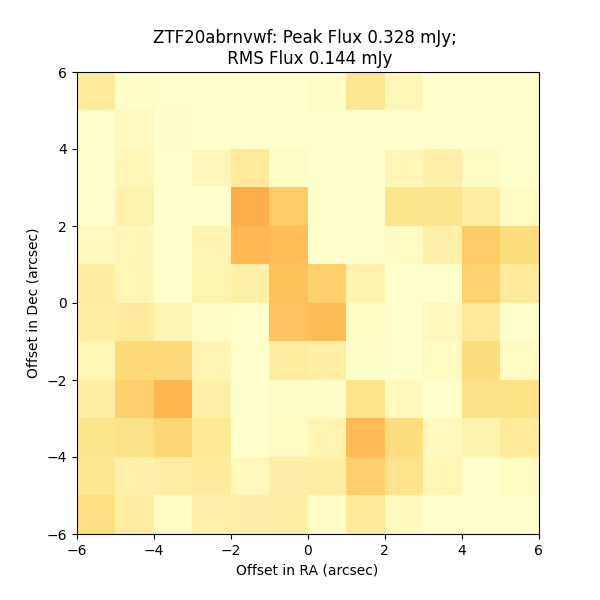 ZTF20abrnvwf: Peak Flux 0.328 mJy;
RMS Flux 0.144 mJy
6
4
2
0
−2
−4
−6
Offset in Dec (arcsec)
−6 −4 −2 0 2 4 6
Offset in RA (arcsec)